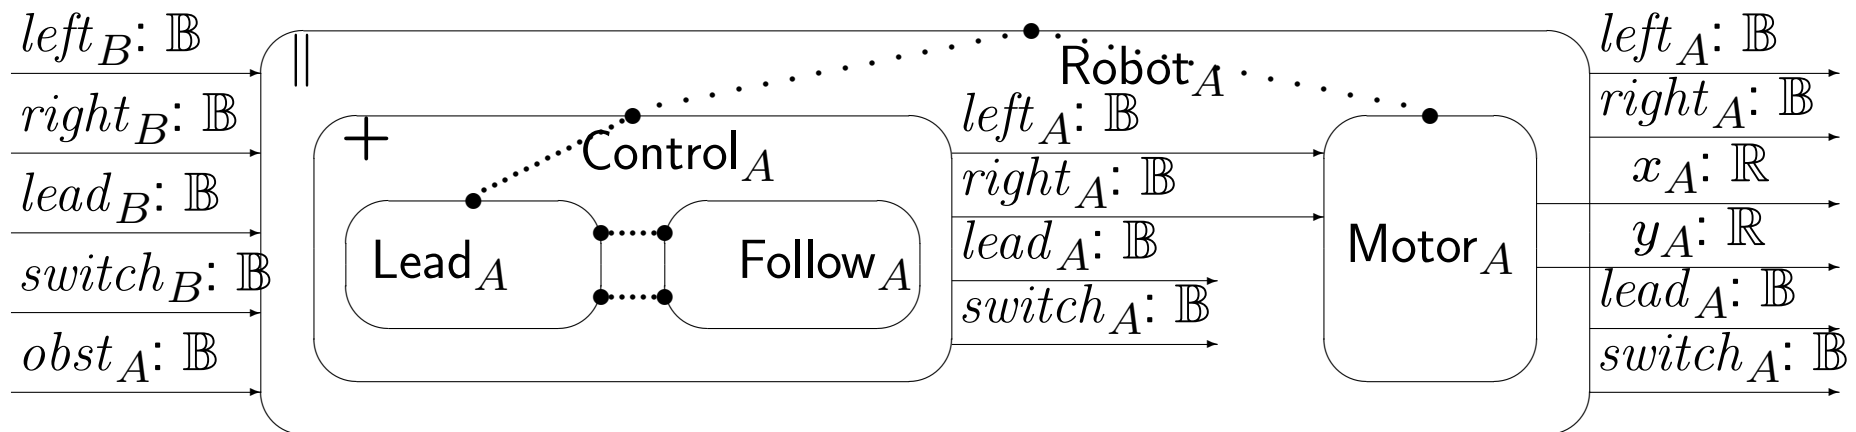 left_B: 𝔹
right_B: 𝔹
lead_B: 𝔹
switch_B: 𝔹
obst_A: 𝔹
||
Robot_A
+
Control_A
Lead_A
Follow_A
left_A: 𝔹
right_A: 𝔹
lead_A: 𝔹
switch_A: 𝔹
Motor_A
left_A: 𝔹
right_A: 𝔹
x_A: ℝ
y_A: ℝ
lead_A: 𝔹
switch_A: 𝔹